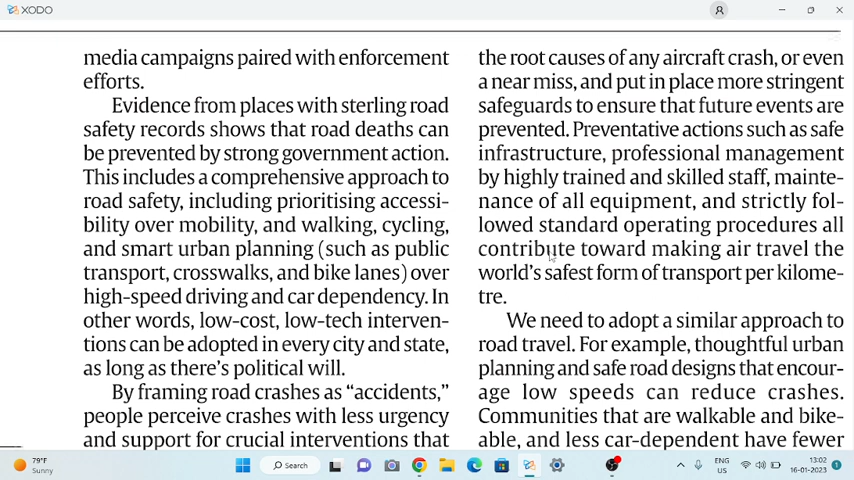 XODO
media campaigns paired with enforcement
efforts.
Evidence from places with sterling road
safety records shows that road deaths can
be prevented by strong government action.
This includes a comprehensive approach to
road safety, including prioritising accessi-
bility over mobility, and walking, cycling,
and smart urban planning (such as public
transport, crosswalks, and bike lanes) over
high-speed driving and car dependency. In
other words, low-cost, low-tech interven-
tions can be adopted in every city and state,
as long as there's political will.
By framing road crashes as “accidents,”
people perceive crashes with less urgency
and support for crucial interventions that
the root causes of any aircraft crash, or even
a near miss, and put in place more stringent
safeguards to ensure that future events are
prevented. Preventative actions such as safe
infrastructure, professional management
by highly trained and skilled staff, mainte-
nance of all equipment, and strictly fol-
lowed standard operating procedures all
contribute toward making air travel the
world's safest form of transport per kilome-
tre.
We need to adopt a similar approach to
road travel. For example, thoughtful urban
planning and safe road designs that encour-
age low speeds can reduce crashes.
Communities that are walkable and bike-
able, and less car-dependent have fewer
79°F
Sunny
Search
ENG
US
13:02
16-01-2023
1